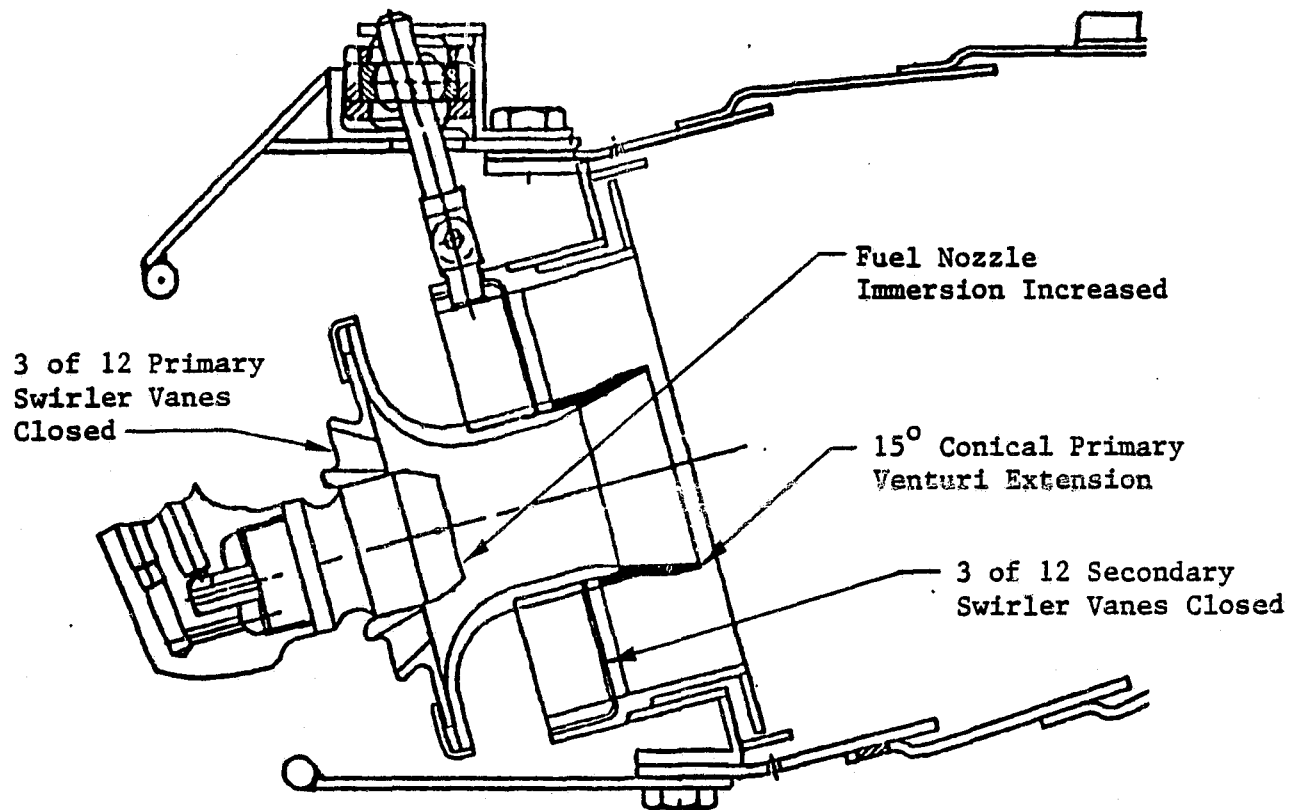 Fuel Nozzle
Immersion Increased
3 of 12 Primary
Swirler Vanes
Closed
15° Conical Primary
Venturi Extension
3 of 12 Secondary
Swirler Vanes Closed